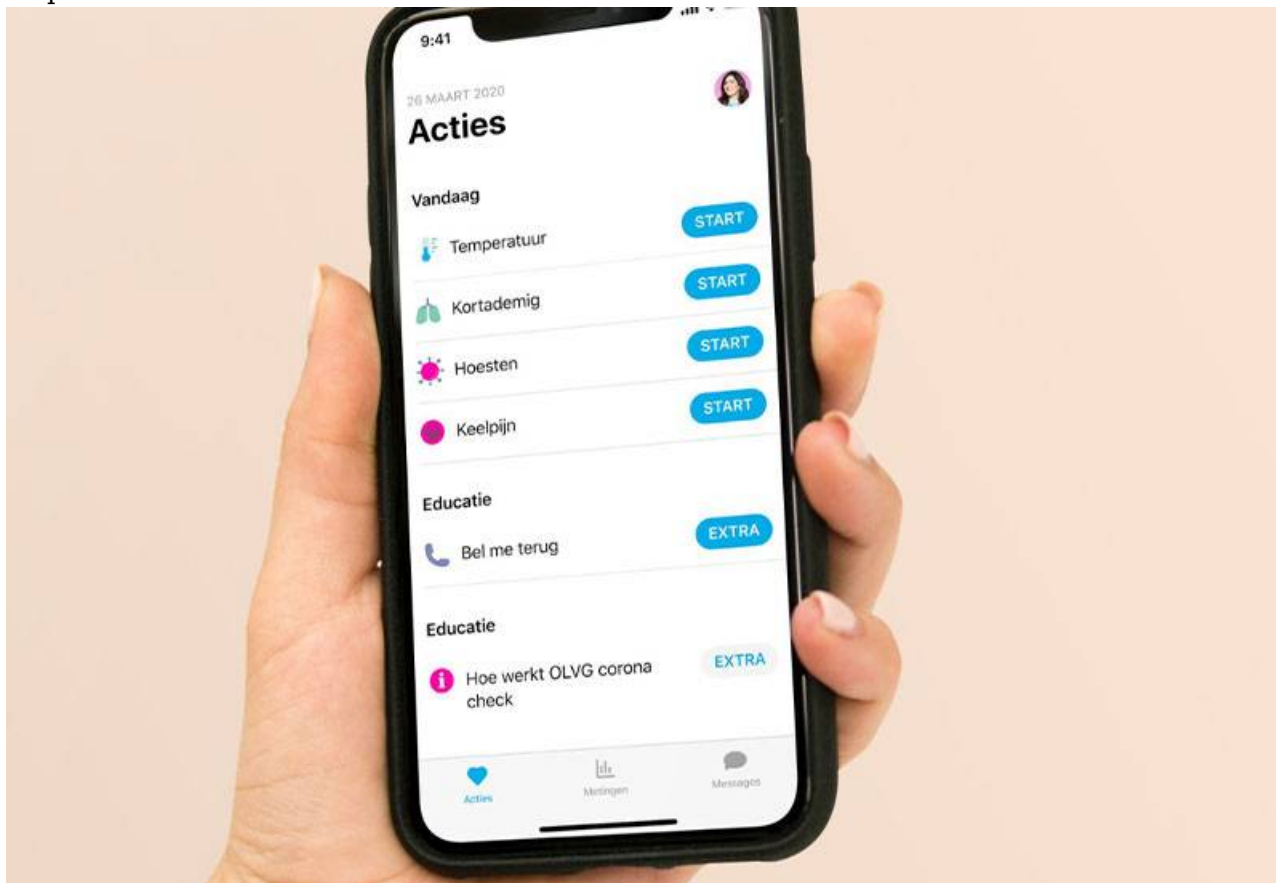 9:41
26 MAART 2020
Acties
Vandaag
Temperatuur START
Kortademig START
Hoesten START
Keelpijn START
Educatie
Bel me terug EXTRA
Educatie
Hoe werkt OLVG corona EXTRA
check
Acties Metingen Messages